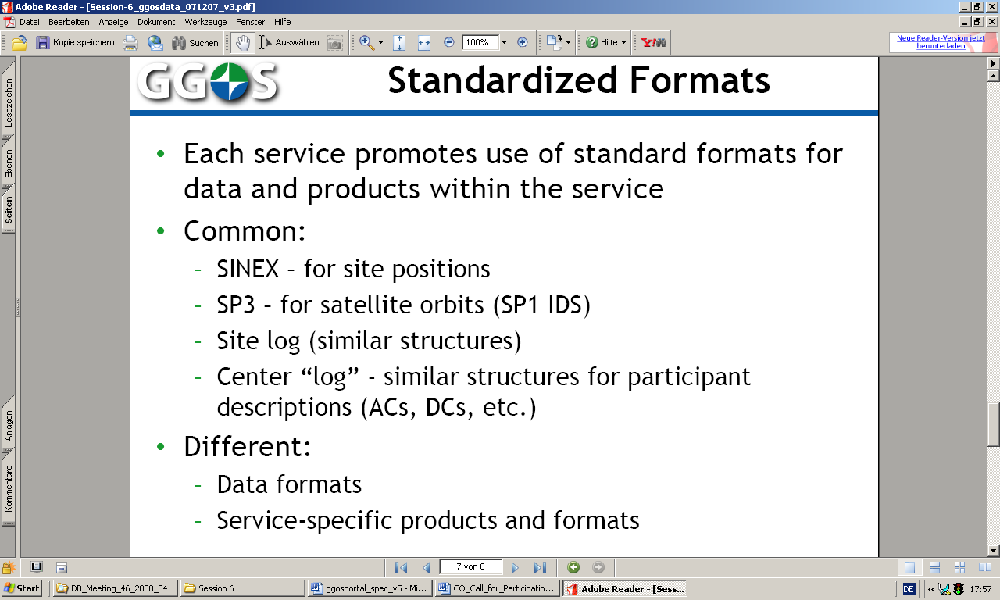 Adobe Reader - [Session-6_ggosdata_071207_v3.pdf]
Datei Bearbeiten Anzeige Dokument Werkzeuge Fenster Hilfe
Kopie speichern Suchen Auswählen 100% Hilfe Y!
Neue Reader-Version jetzt
herunterladen
Lesezeichen
Ebenen
Seiten
Anlagen
Kommentare
GGOS Standardized Formats
• Each service promotes use of standard formats for
data and products within the service
• Common:
– SINEX – for site positions
– SP3 – for satellite orbits (SP1 IDS)
– Site log (similar structures)
– Center “log” - similar structures for participant
descriptions (ACs, DCs, etc.)
• Different:
– Data formats
– Service-specific products and formats
7 von 8
Start DB_Meeting_46_2008_04 Session 6 ggosportal_spec_v5 - Mi... CO_Call_for_Participatio... Adobe Reader - [Sess... DE « 17:57